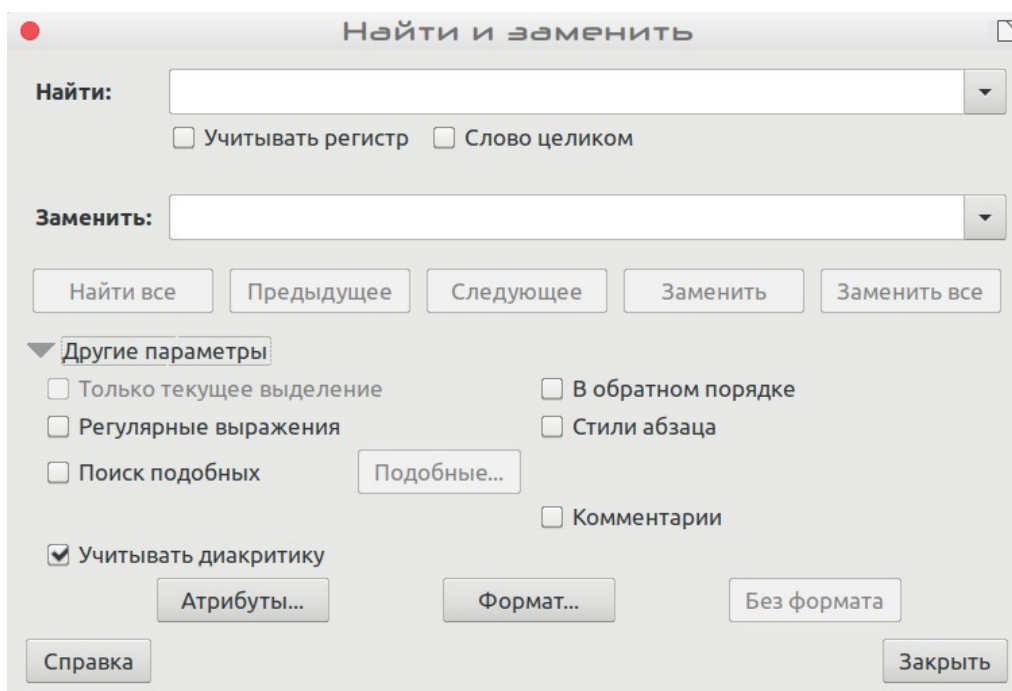 Найти и заменить
Найти:
Учитывать регистр Слово целиком
Заменить:
Найти все Предыдущее Следующее Заменить Заменить все
Другие параметры
Только текущее выделение В обратном порядке
Регулярные выражения Стили абзаца
Поиск подобных Подобные...
Комментарии
Учитывать диакритику
Атрибуты... Формат... Без формата
Справка Закрыть